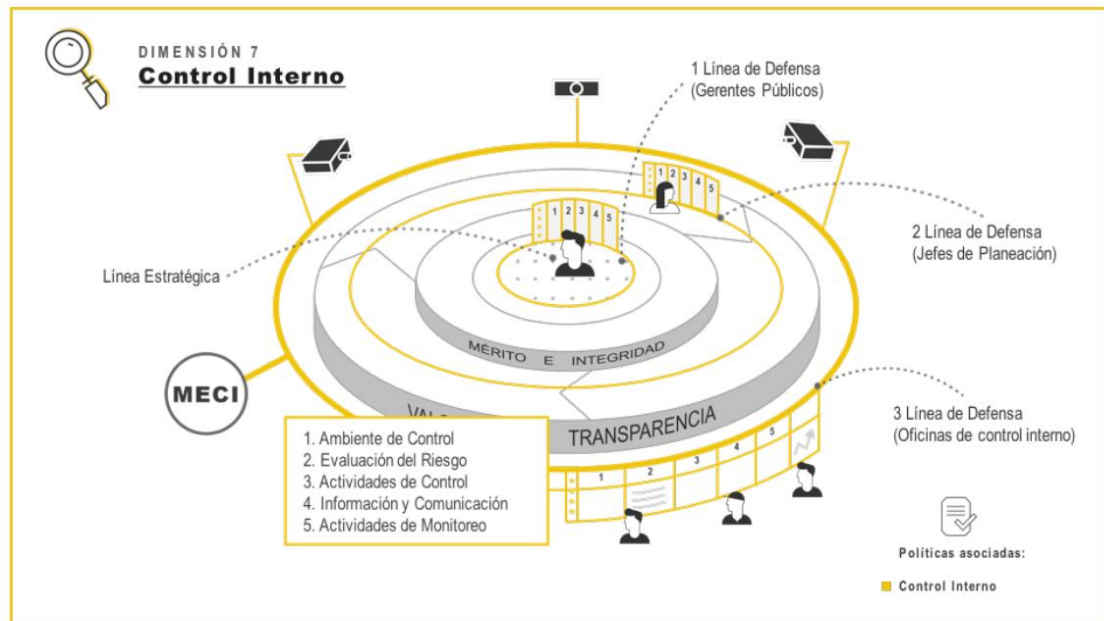 DIMENSIÓN 7
Control Interno
1 Línea de Defensa
(Gerentes Públicos)
1 2 3 4 5
1 2 3 4 5
2 Línea de Defensa
(Jefes de Planeación)
Línea Estratégica
MÉRITO E INTEGRIDAD
MECI
TRANSPARENCIA
3 Línea de Defensa
(Oficinas de control interno)
1. Ambiente de Control
2. Evaluación del Riesgo
3. Actividades de Control
4. Información y Comunicación
5. Actividades de Monitoreo
1 2 3 4 5
Políticas asociadas:
Control Interno